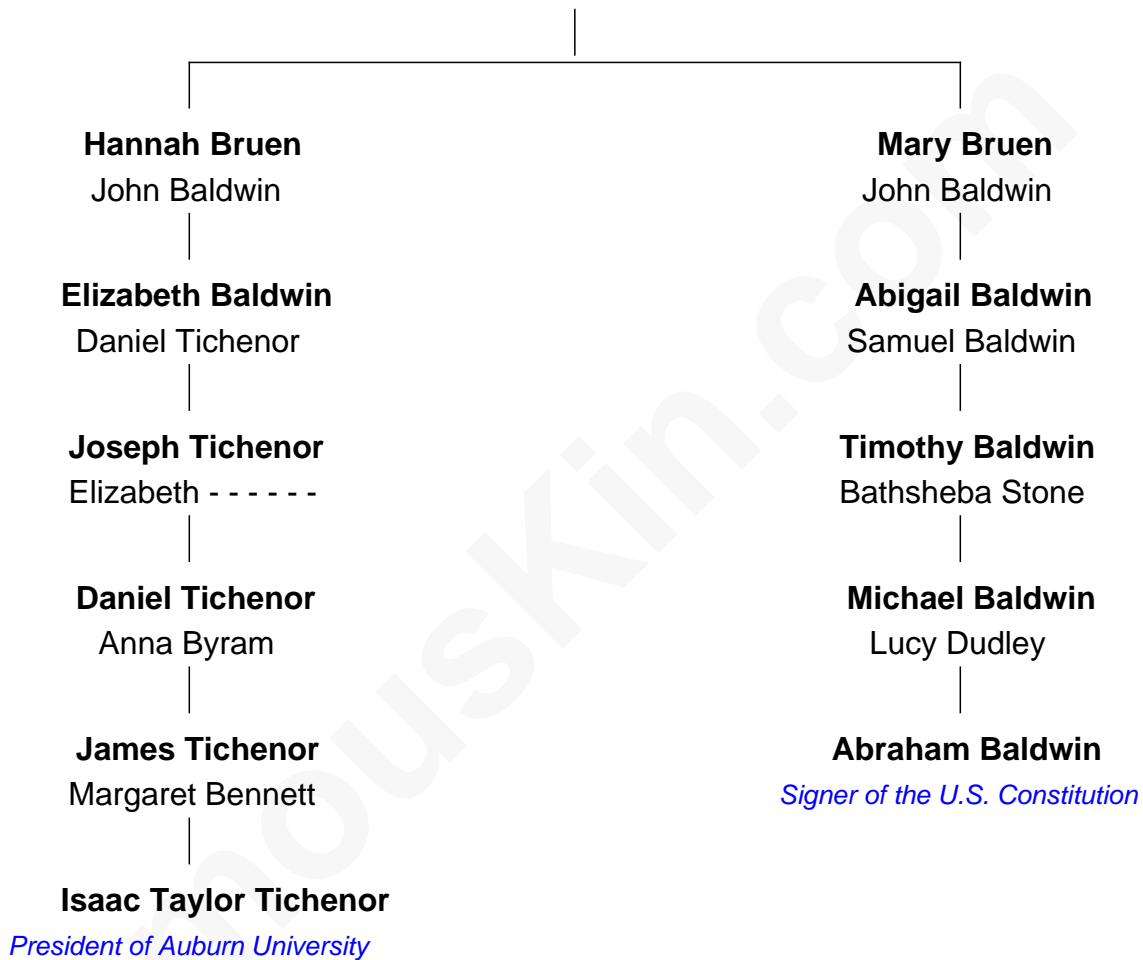 Hannah Bruen
John Baldwin
Elizabeth Baldwin
Daniel Tichenor
Joseph Tichenor
Elizabeth - - - - - -
Daniel Tichenor
Anna Byram
James Tichenor
Margaret Bennett
Isaac Taylor Tichenor
President of Auburn University
Mary Bruen
John Baldwin
Abigail Baldwin
Samuel Baldwin
Timothy Baldwin
Bathsheba Stone
Michael Baldwin
Lucy Dudley
Abraham Baldwin
Signer of the U.S. Constitution
mouskin.com